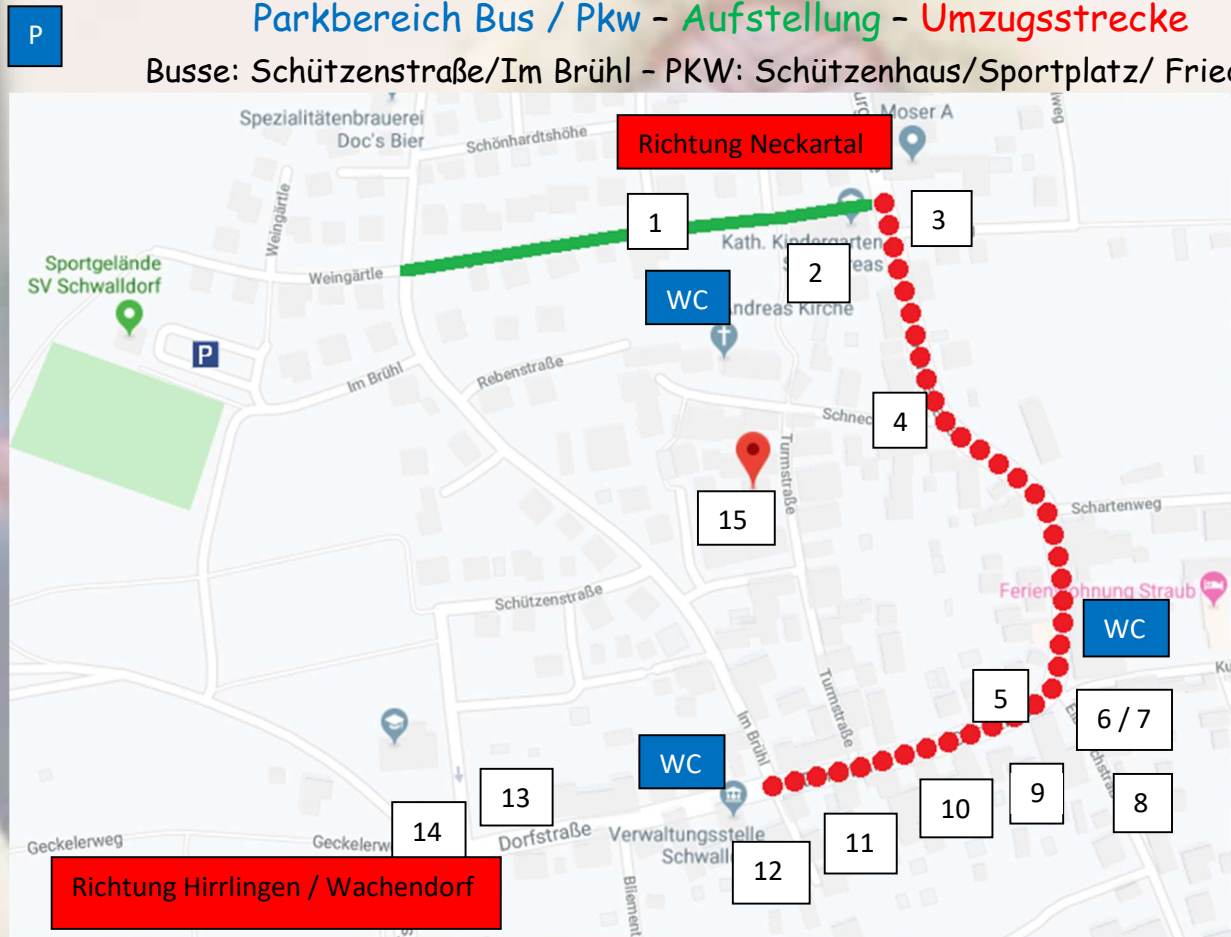 P
Parkbereich Bus / Pkw – Aufstellung – Umzugsstrecke
Busse: Schützenstraße/Im Brühl – PKW: Schützenhaus/Sportplatz/
Spezialitätenbrauerei
Doc's Bier
Schönhardtshöhe
Richtung Neckartal
Moser A
Weingärtle
1
3
Kath. Kindergarten
2
Sportgelände
SV Schwalldorf
Weingärtle
WC
Andreas Kirche
P
Im Brühl
Rebenstraße
4
Turmstraße
15
Schartenweg
Schützenstraße
Ferienwohnung Straub
WC
5
6 / 7
Turmstraße
Im Brühl
WC
13
14
10
9
8
11
12
Geckelerweg
Dorfstraße
Verwaltungsstelle
Richtung Hirrlingen / Wachendorf